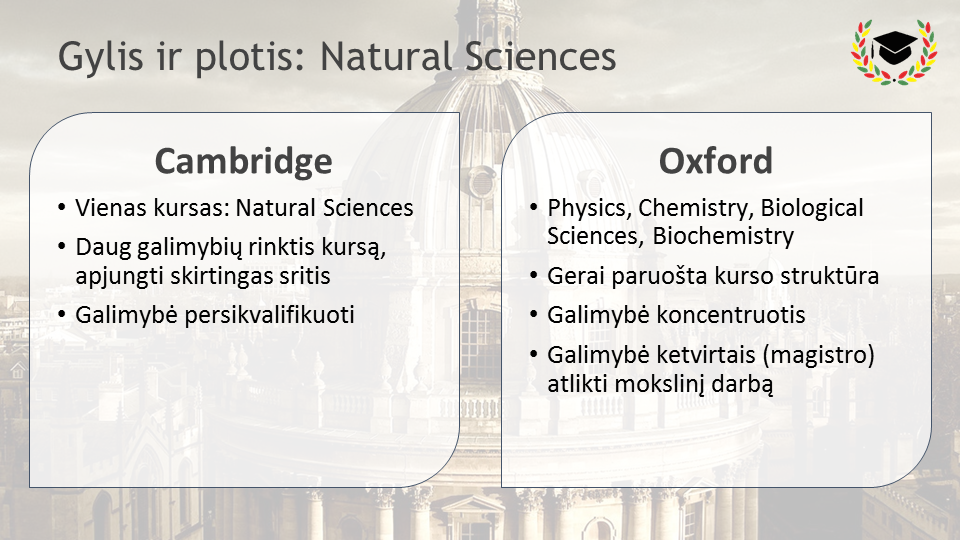 Gylis ir plotis: Natural Sciences
Cambridge
• Vienas kursas: Natural Sciences
• Daug galimybių rinktis kursą,
apjungti skirtingas sritis
• Galimybė persikvalifikuoti
Oxford
• Physics, Chemistry, Biological
Sciences, Biochemistry
• Gerai paruošta kurso struktūra
• Galimybė koncentruotis
• Galimybė ketvirtais (magistro)
atlikti mokslinį darbą